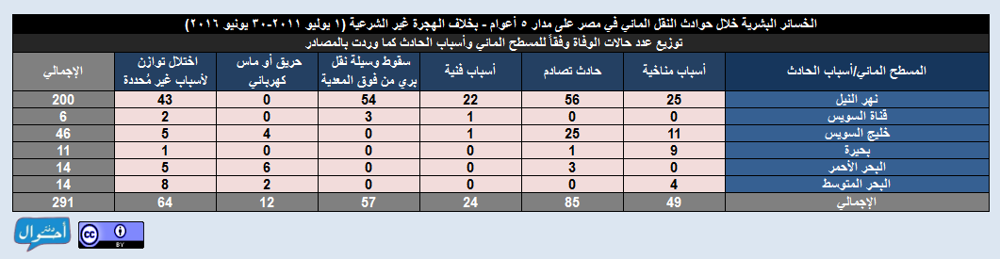 الخسائر البشرية خلال حوادث النقل المائي في مصر على مدار ٥ أعوام - بخلاف الهجرة غير الشرعية (١ يوليو ٢٠١١-٣٠ يونيو ٢٠١٦)
توزيع عدد حالات الوفاة وفقاً للمسطح المائي وأسباب الحادث كما وردت بالمصادر
المسطح المائي/أسباب الحادث أسباب مناخية حادث تصادم أسباب فنية سقوط وسيلة نقل بري من فوق المعدية حريق أو ماس كهربائي اختلال توازن لأسباب غير مُحددة الإجمالي
نهر النيل 25 56 22 54 0 43 200
قناة السويس 0 0 1 3 0 2 6
خليج السويس 11 25 1 0 4 5 46
بحيرة 9 1 0 0 0 1 11
البحر الأحمر 0 3 0 0 6 5 14
البحر المتوسط 4 0 0 0 2 8 14
الإجمالي 49 85 24 57 12 64 291
دفتر أحوال
cc BY